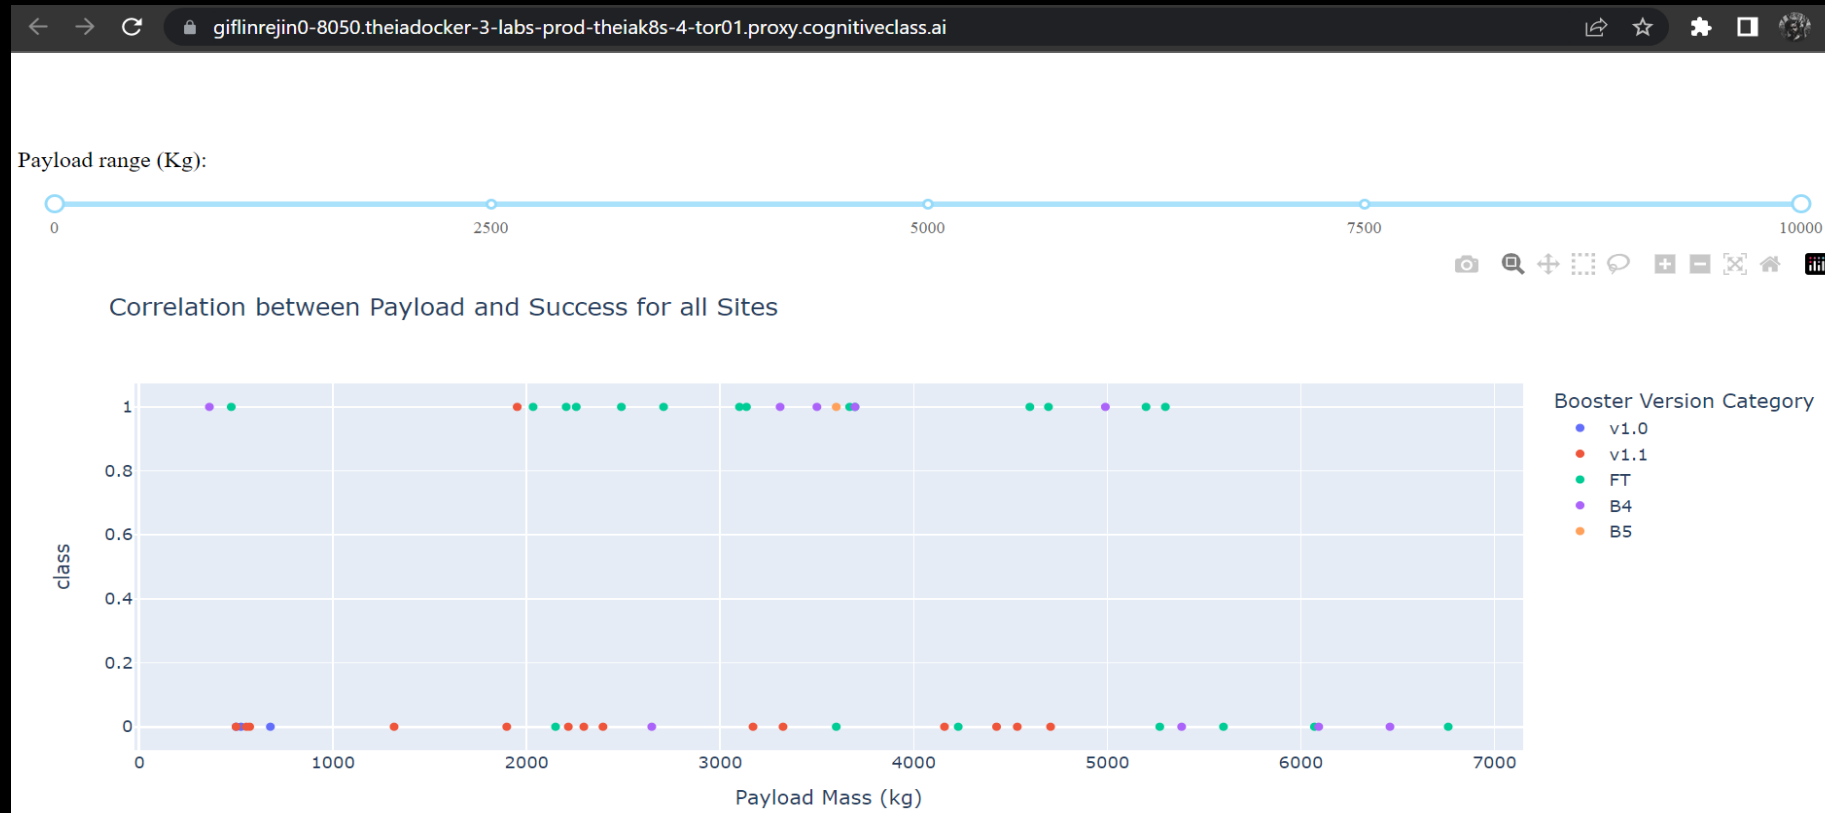 giflinrejin0-8050.theiadocker-3-labs-prod-theiak8s-4-tor01.proxy.cognitiveclass.ai
Payload range (Kg):
0 2500 5000 7500 10000
Correlation between Payload and Success for all Sites
Booster Version Category
v1.0
v1.1
FT
B4
B5
class
1
0.8
0.6
0.4
0.2
0
0 1000 2000 3000 4000 5000 6000 7000
Payload Mass (kg)